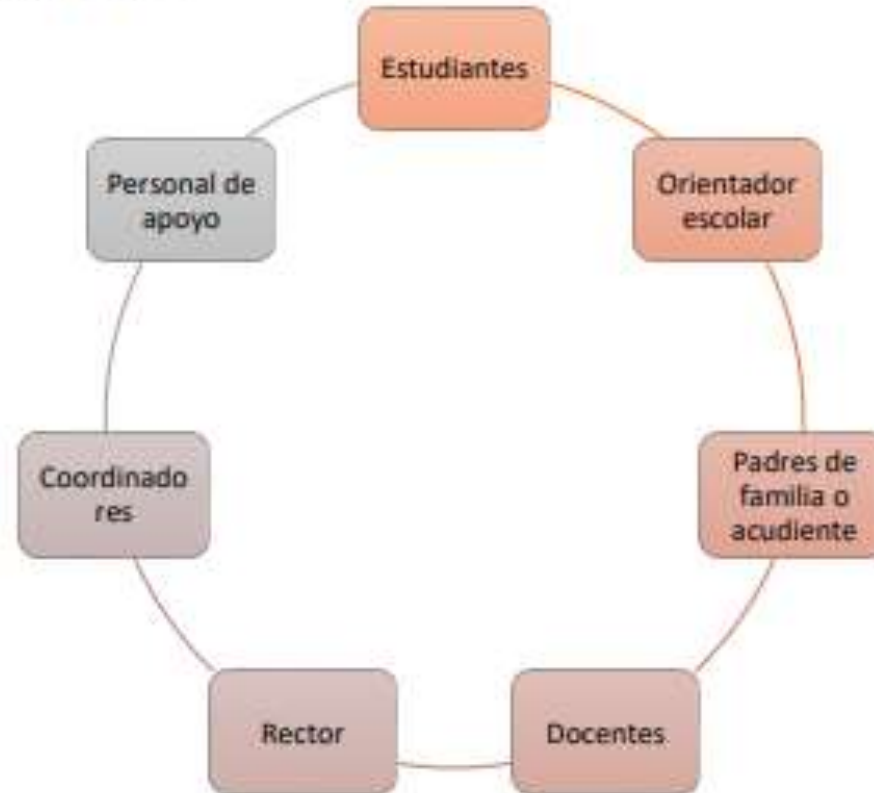 Estudiantes
Orientador
escolar
Padres de
familia o
acudiente
Docentes
Rector
Coordinado
res
Personal de
apoyo